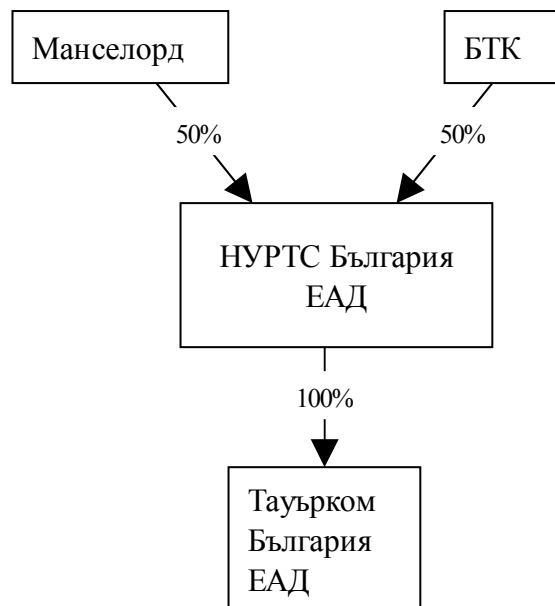 Манселорд
БТК
50%
50%
НУРТС България
ЕАД
100%
Тауърком
България
ЕАД